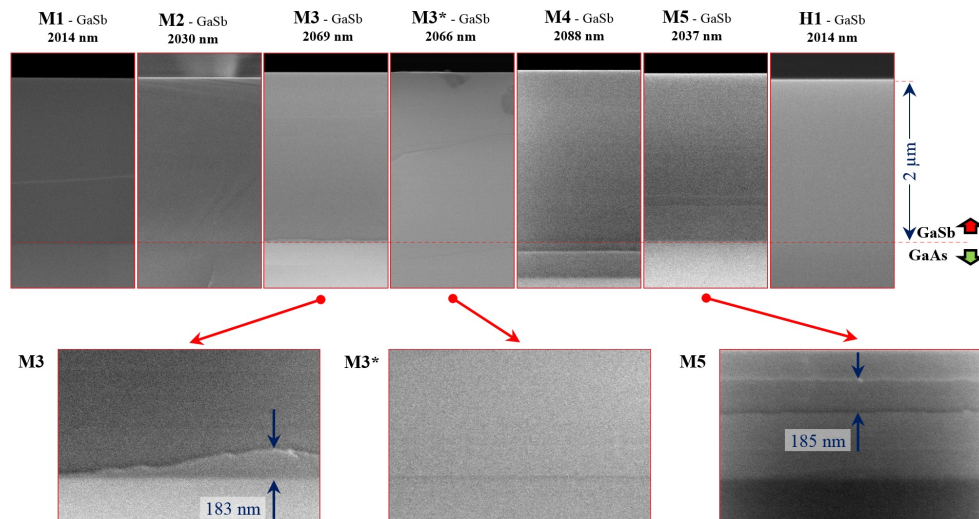 M1 - GaSb
2014 nm
M2 - GaSb
2030 nm
M3 - GaSb
2069 nm
M3* - GaSb
2066 nm
M4 - GaSb
2088 nm
M5 - GaSb
2037 nm
H1 - GaSb
2014 nm
2 µm
GaSb
GaAs
M3
183 nm
M3*
M5
185 nm